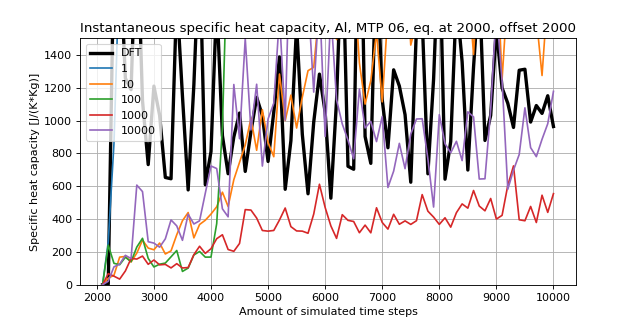 Instantaneous specific heat capacity, Al, MTP 06, eq. at 2000, offset 2000
Specific heat capacity [J/(K*Kg)]
1400
1200
1000
800
600
400
200
0
DFT
1
10
100
1000
10000
2000 3000 4000 5000 6000 7000 8000 9000 10000
Amount of simulated time steps